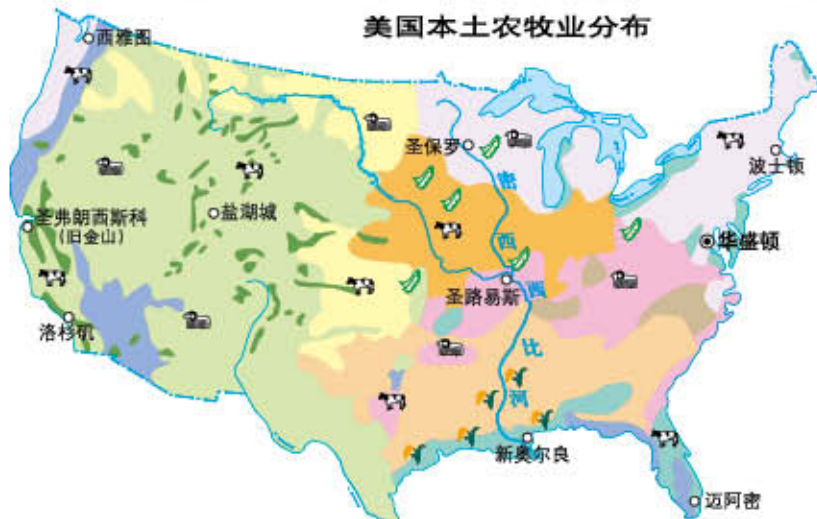 美国本土农牧业分布
西雅图
圣保罗
波士顿
圣弗朗西斯科
(旧金山)
盐湖城
华盛顿
密西西比河
圣路易斯
洛杉矶
新奥尔良
迈阿密